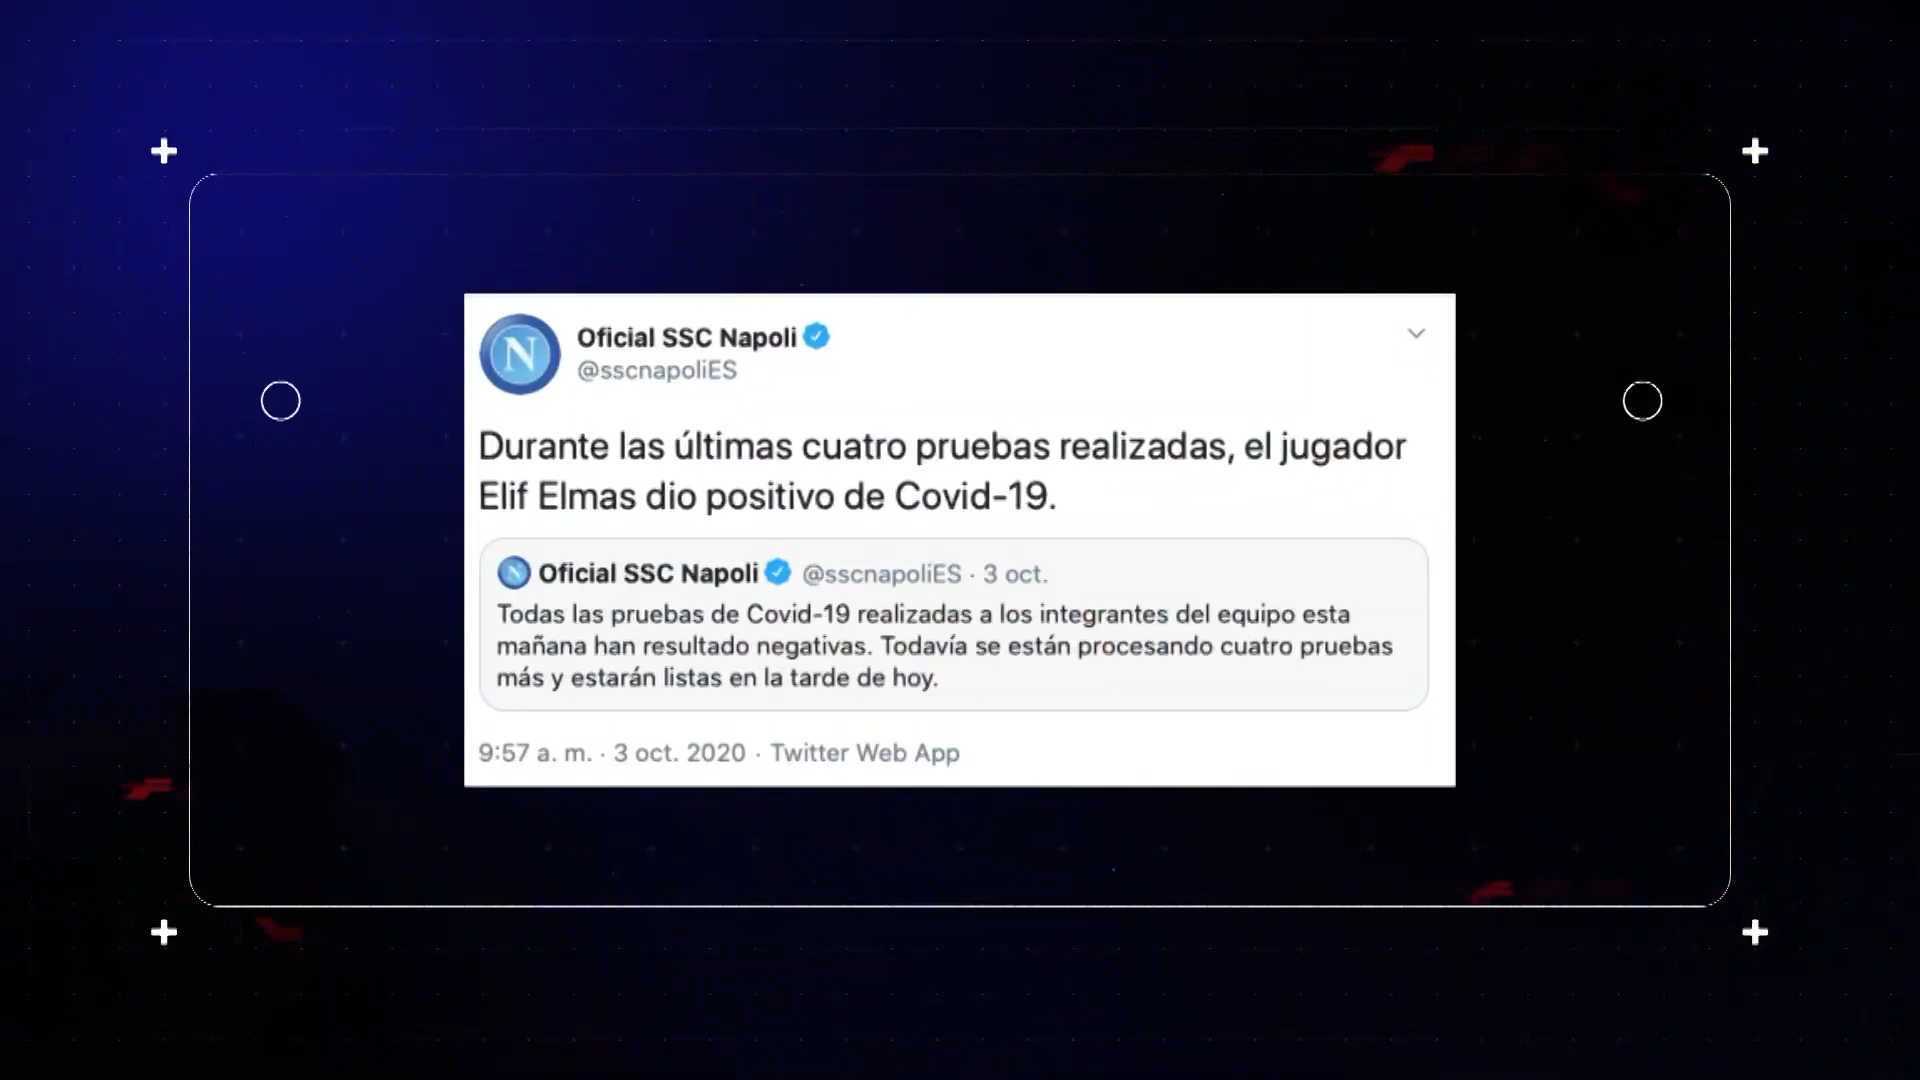 N
Oficial SSC Napoli
@sscnapoliES
Durante las últimas cuatro pruebas realizadas, el jugador
Elif Elmas dio positivo de Covid-19.
N Oficial SSC Napoli @sscnapoliES · 3 oct.
Todas las pruebas de Covid-19 realizadas a los integrantes del equipo esta
mañana han resultado negativas. Todavía se están procesando cuatro pruebas
más y estarán listas en la tarde de hoy.
9:57 a. m. · 3 oct. 2020 · Twitter Web App